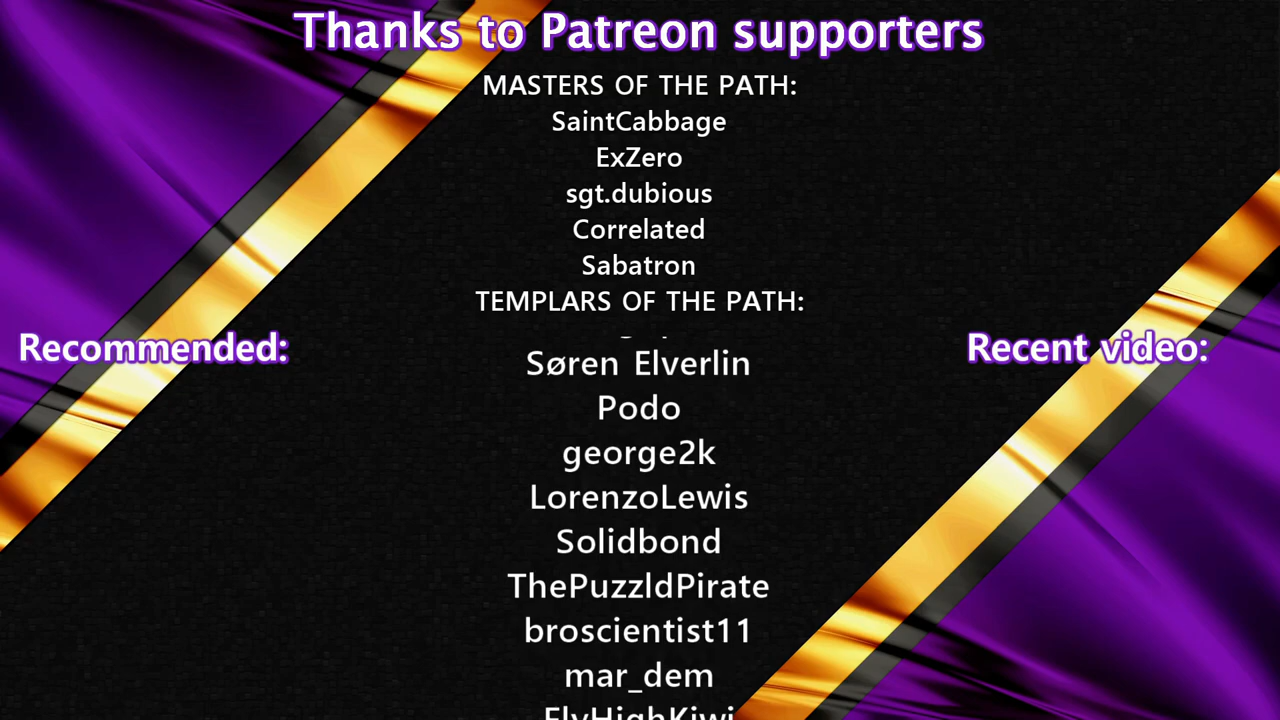 Thanks to Patreon supporters
MASTERS OF THE PATH:
SaintCabbage
ExZero
sgt.dubious
Correlated
Sabatron
TEMPLARS OF THE PATH:
Recommended:
Recent video:
Søren Elverlin
Podo
george2k
LorenzoLewis
Solidbond
ThePuzzldPirate
broscientist11
mar_dem
FlyHighKiwi